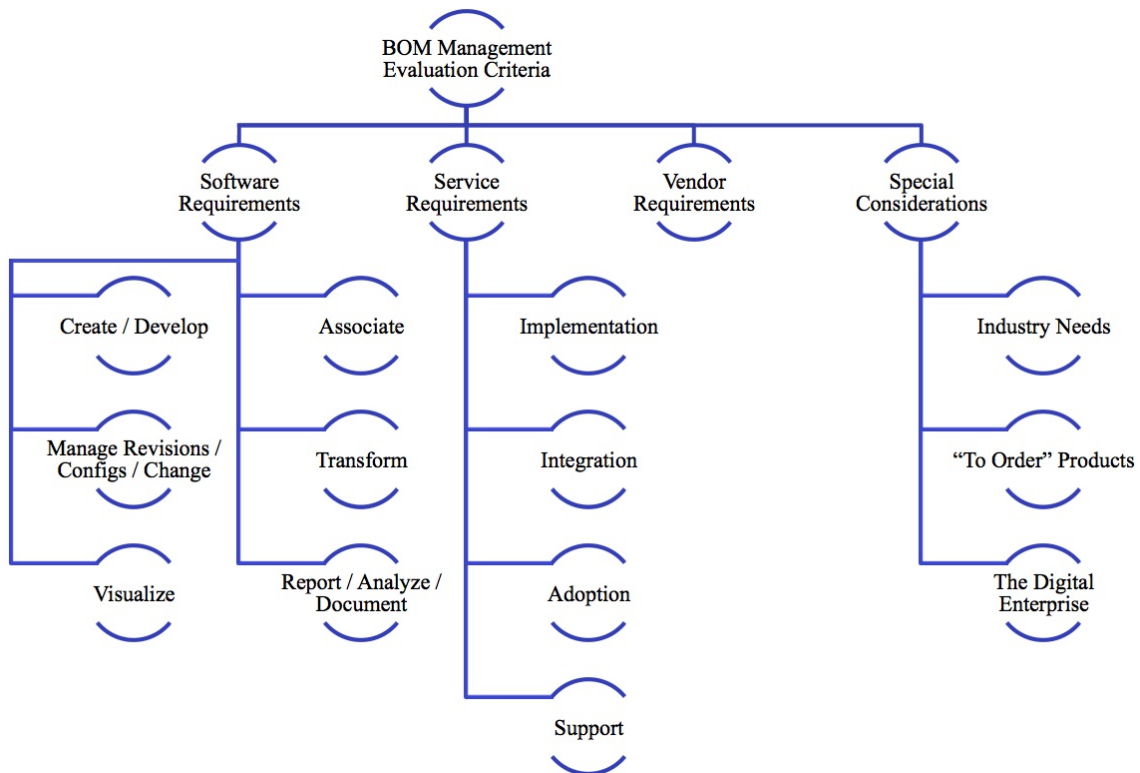 BOM Management
Evaluation Criteria
Software
Requirements
Service
Requirements
Vendor
Requirements
Special
Considerations
Create / Develop
Associate
Implementation
Industry Needs
Manage Revisions /
Configs / Change
Transform
Integration
“To Order” Products
Visualize
Report / Analyze /
Document
Adoption
The Digital
Enterprise
Support